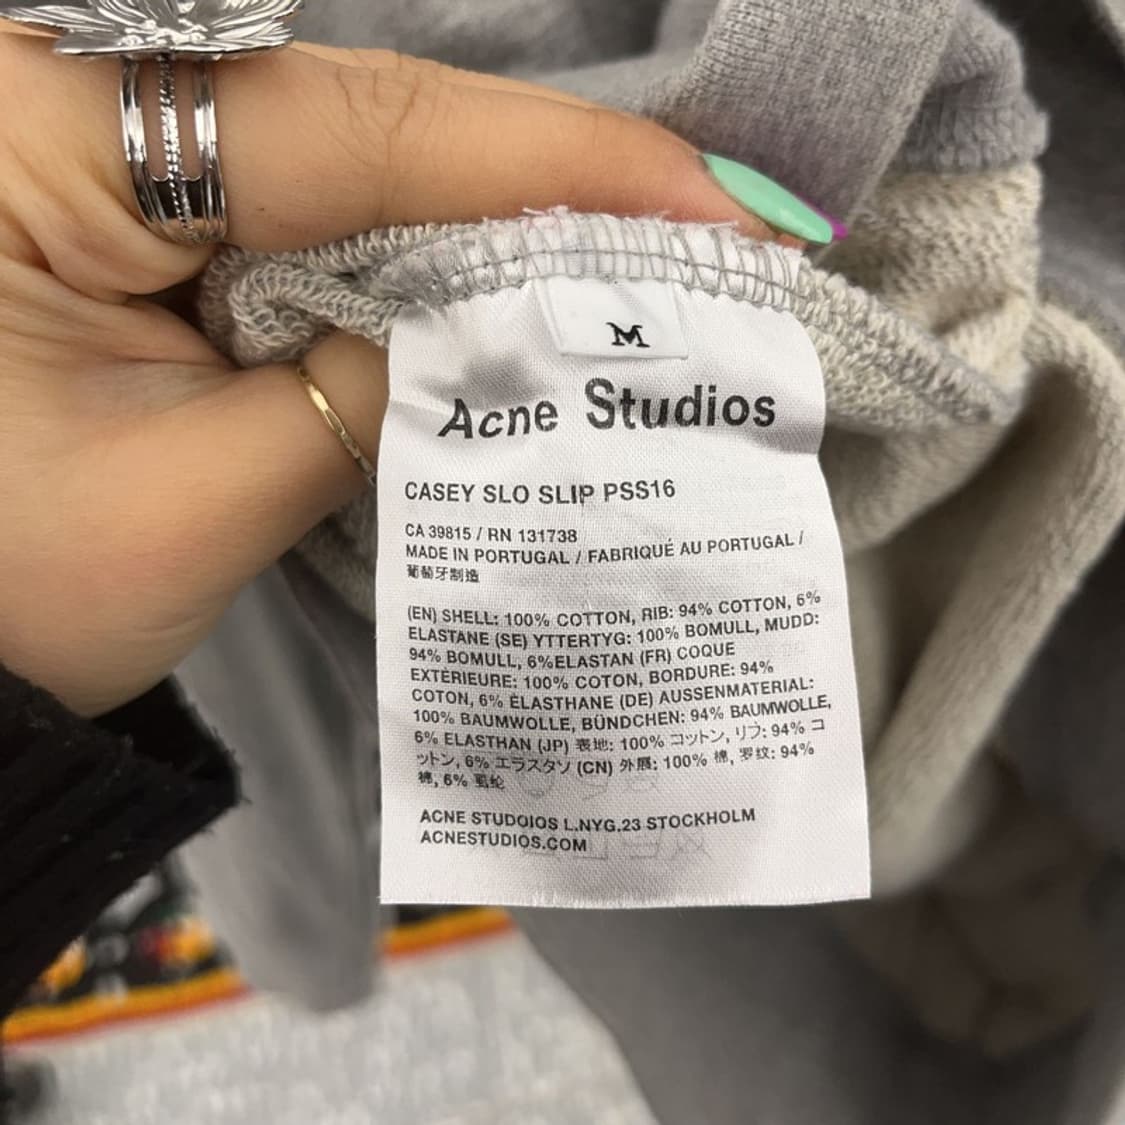 M
Acne Studios
CASEY SLO SLIP PSS16
CA 39815 / RN 131738
MADE IN PORTUGAL / FABRIQUÉ AU PORTUGAL /
葡萄牙制造
(EN) SHELL: 100% COTTON, RIB: 94% COTTON, 6%
ELASTANE (SE) YTTERTYG: 100% BOMULL, MUDD:
94% BOMULL, 6%ELASTAN (FR) COQUE
EXTÉRIEURE: 100% COTON, BORDURE: 94%
COTON, 6% ÉLASTHANE (DE) AUSSENMATERIAL:
100% BAUMWOLLE, BÜNDCHEN: 94% BAUMWOLLE,
6% ELASTHAN (JP) 表地: 100% コットン, リブ: 94% コ
ットン, 6% エラスタソ (CN) 外展: 100% 棉, 罗纹: 94%
棉, 6% 氨纶
ACNE STUDOIOS L.NYG.23 STOCKHOLM
ACNESTUDIOS.COM